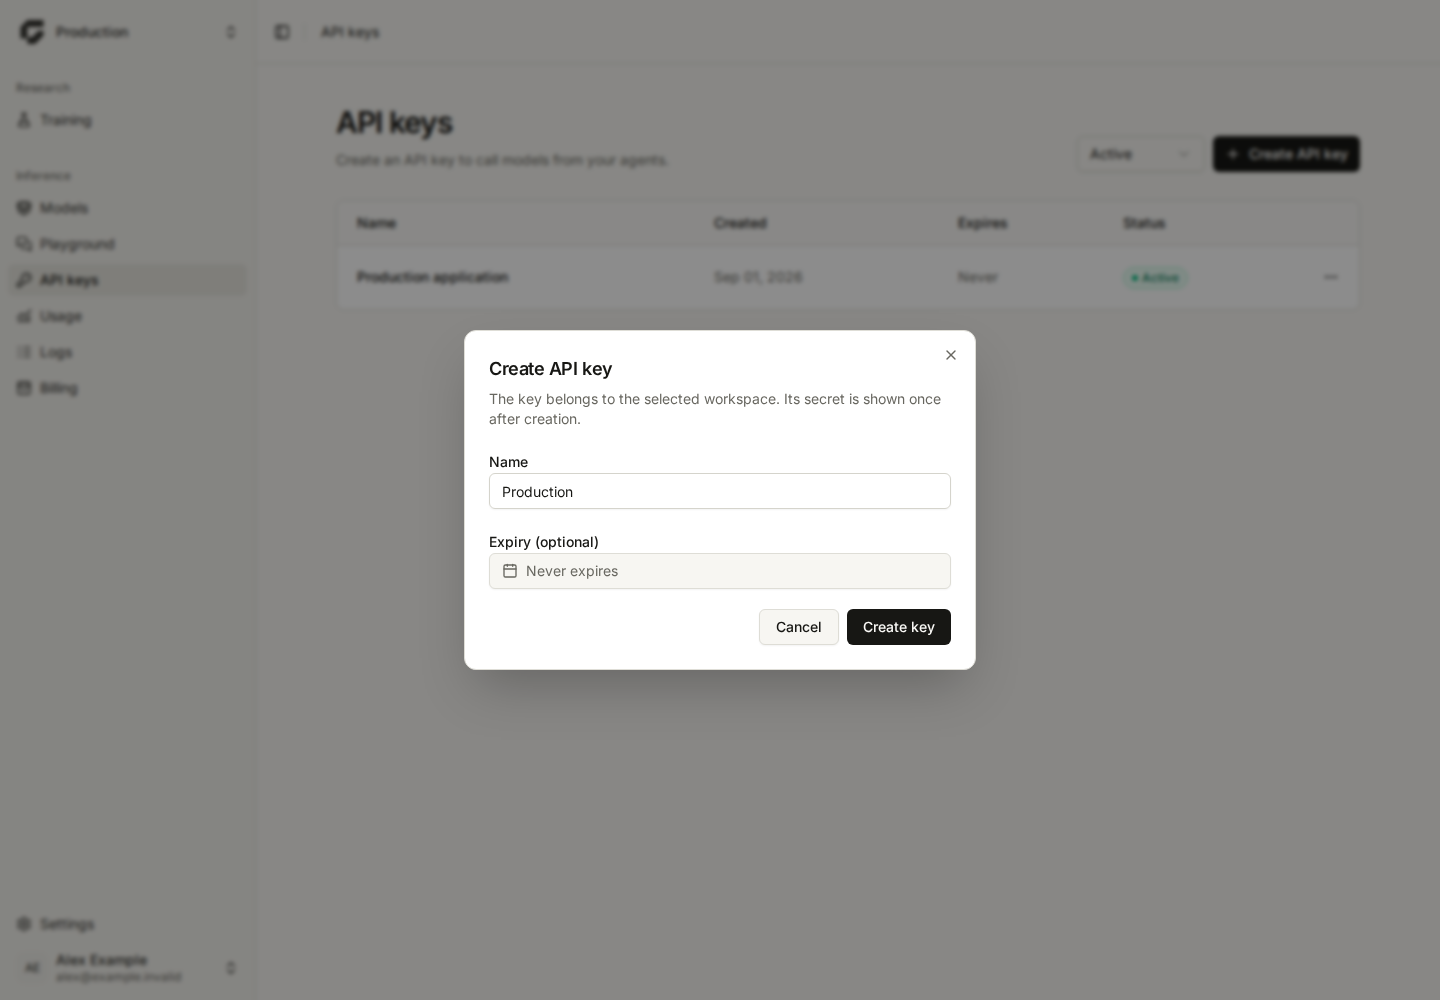 Production
API keys
Research
Training
Inference
Models
Playground
API keys
Usage
Logs
Billing
Settings
AE
Alex Example
alex@example.invalid
API keys
Create an API key to call models from your agents.
Active
Create API key
Name Created Expires Status
Production application Sep 01, 2026 Never Active
Create API key
The key belongs to the selected workspace. Its secret is shown once
after creation.
Name
Production
Expiry (optional)
Never expires
Cancel
Create key